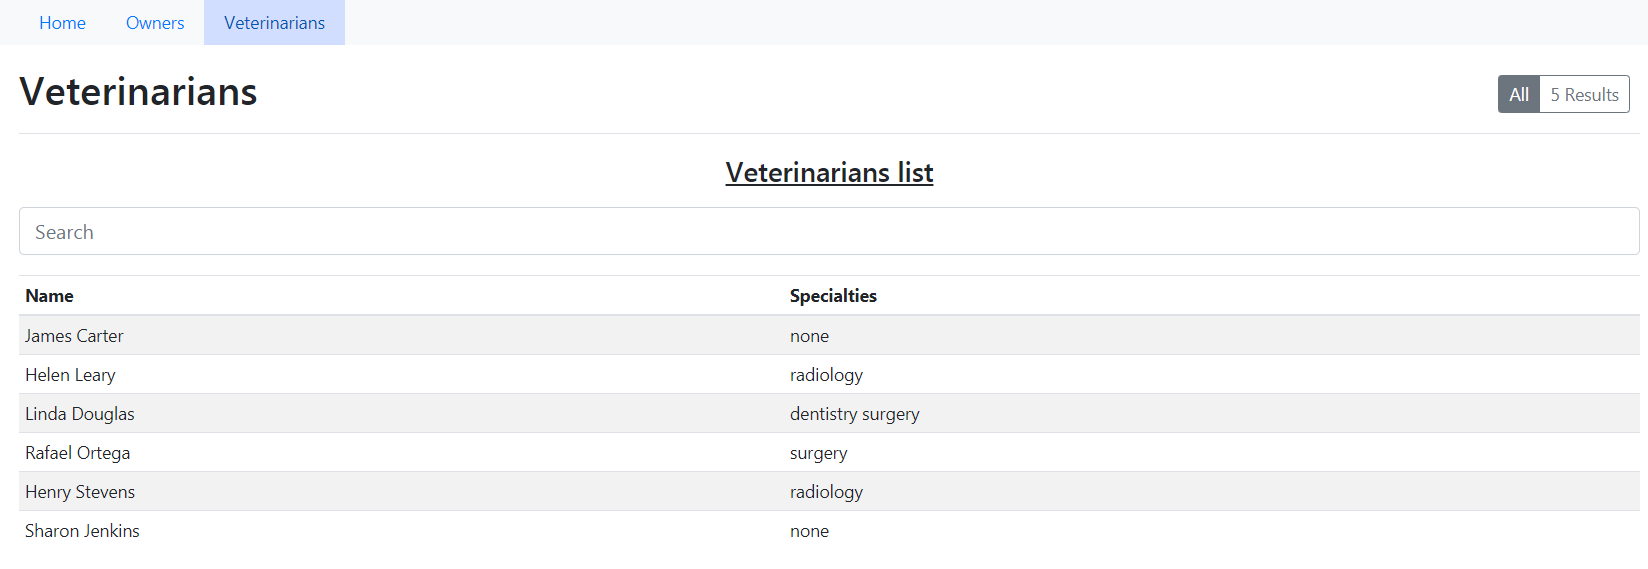 Home Owners Veterinarians
Veterinarians
All 5 Results
Veterinarians list
Search
Name Specialties
James Carter none
Helen Leary radiology
Linda Douglas dentistry surgery
Rafael Ortega surgery
Henry Stevens radiology
Sharon Jenkins none